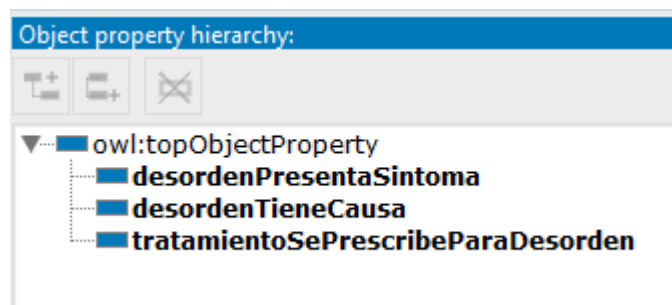 Object property hierarchy:
owl:topObjectProperty
desordenPresentaSintoma
desordenTieneCausa
tratamientoSePrescribeParaDesorden